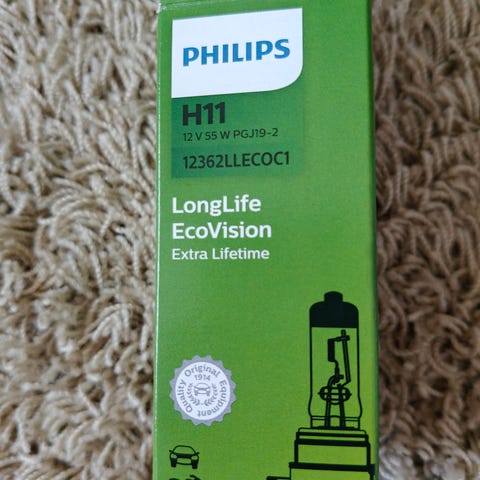 PHILIPS
H11
12 V 55 W PGJ19-2
12362LLECOC1
LongLife
EcoVision
Extra Lifetime
Quality Original Equipment
1914